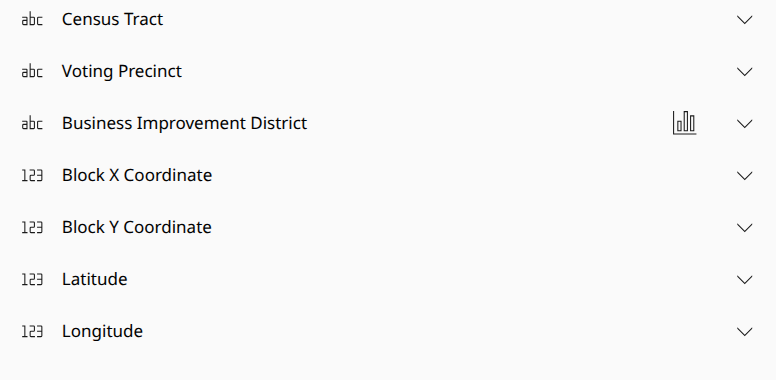 abc Census Tract
abc Voting Precinct
abc Business Improvement District
123 Block X Coordinate
123 Block Y Coordinate
123 Latitude
123 Longitude